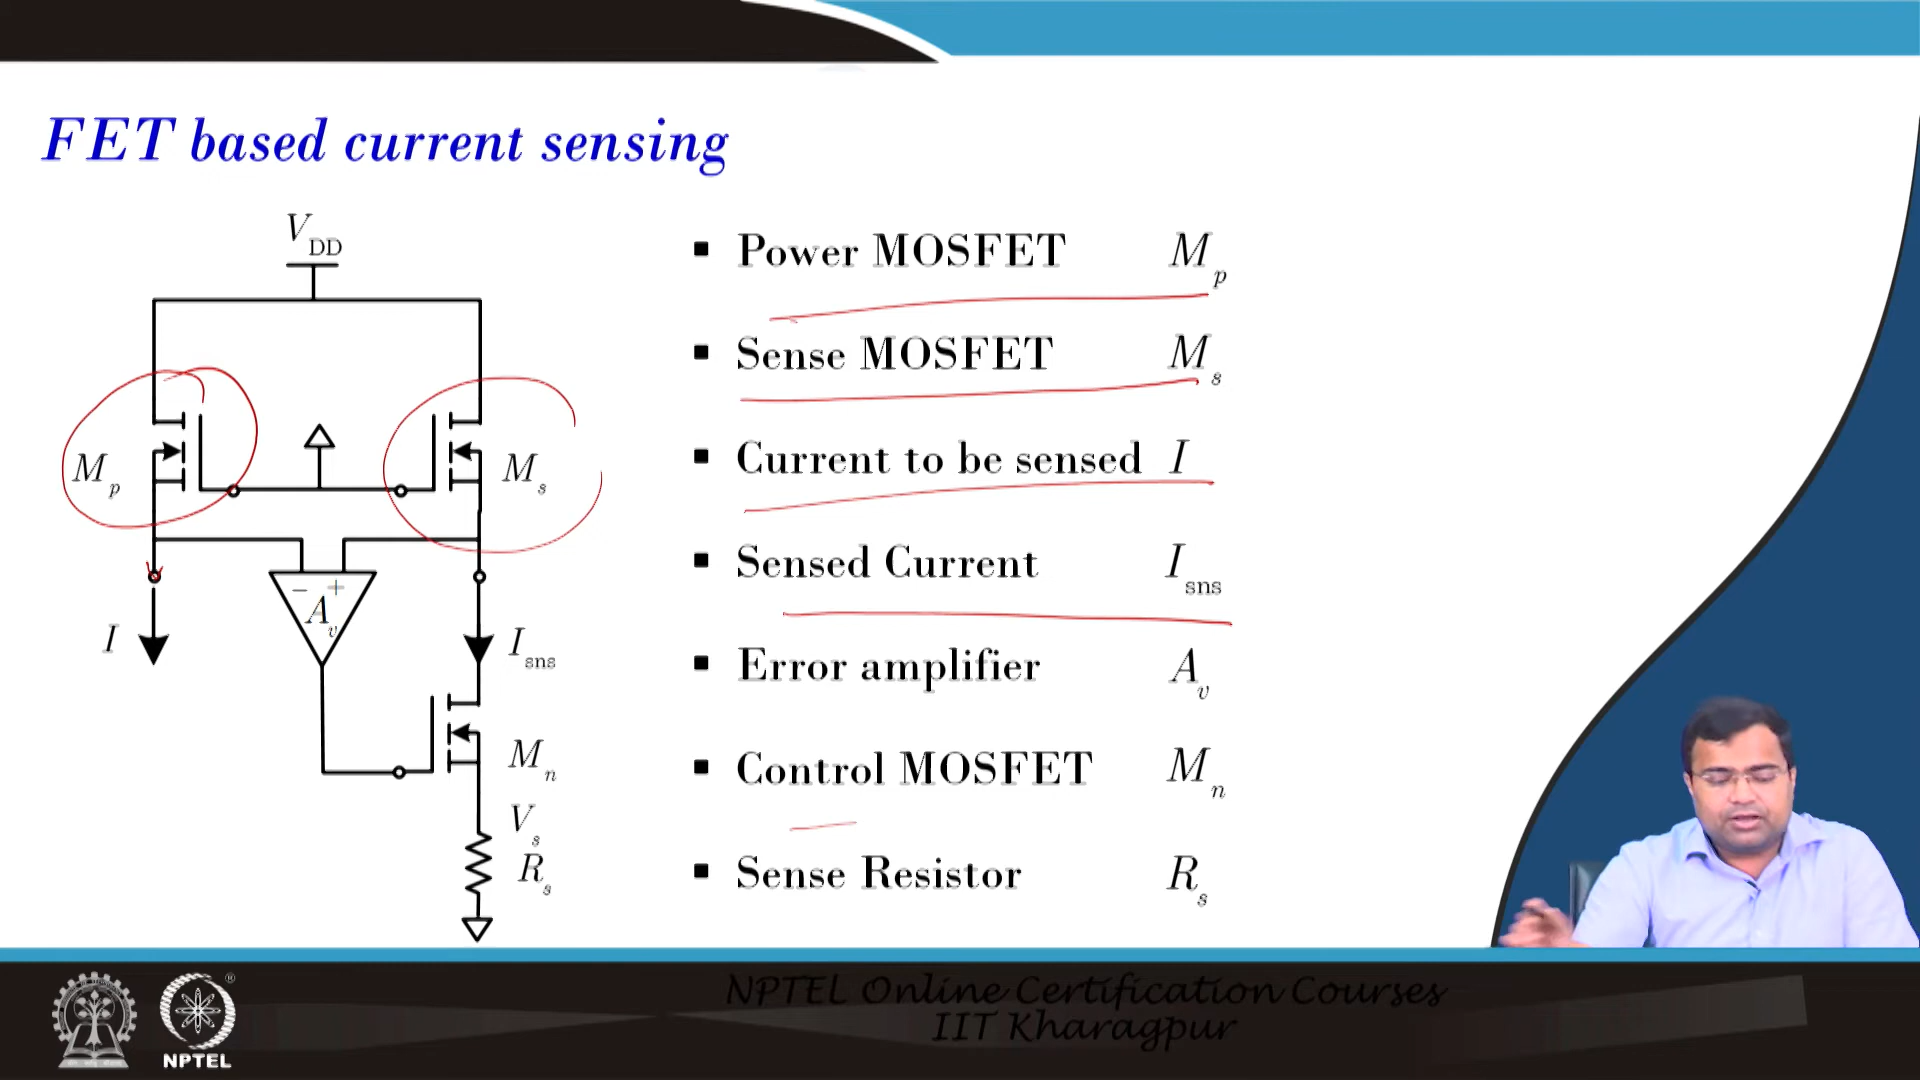 FET based current sensing
V_DD
M_p
M_s
− +
A_v
I
I_sns
M_n
V_s
R_s
▪ Power MOSFET M_p
▪ Sense MOSFET M_s
▪ Current to be sensed I
▪ Sensed Current I_sns
▪ Error amplifier A_v
▪ Control MOSFET M_n
▪ Sense Resistor R_s
®
NPTEL
NPTEL Online Certification Courses
IIT Kharagpur